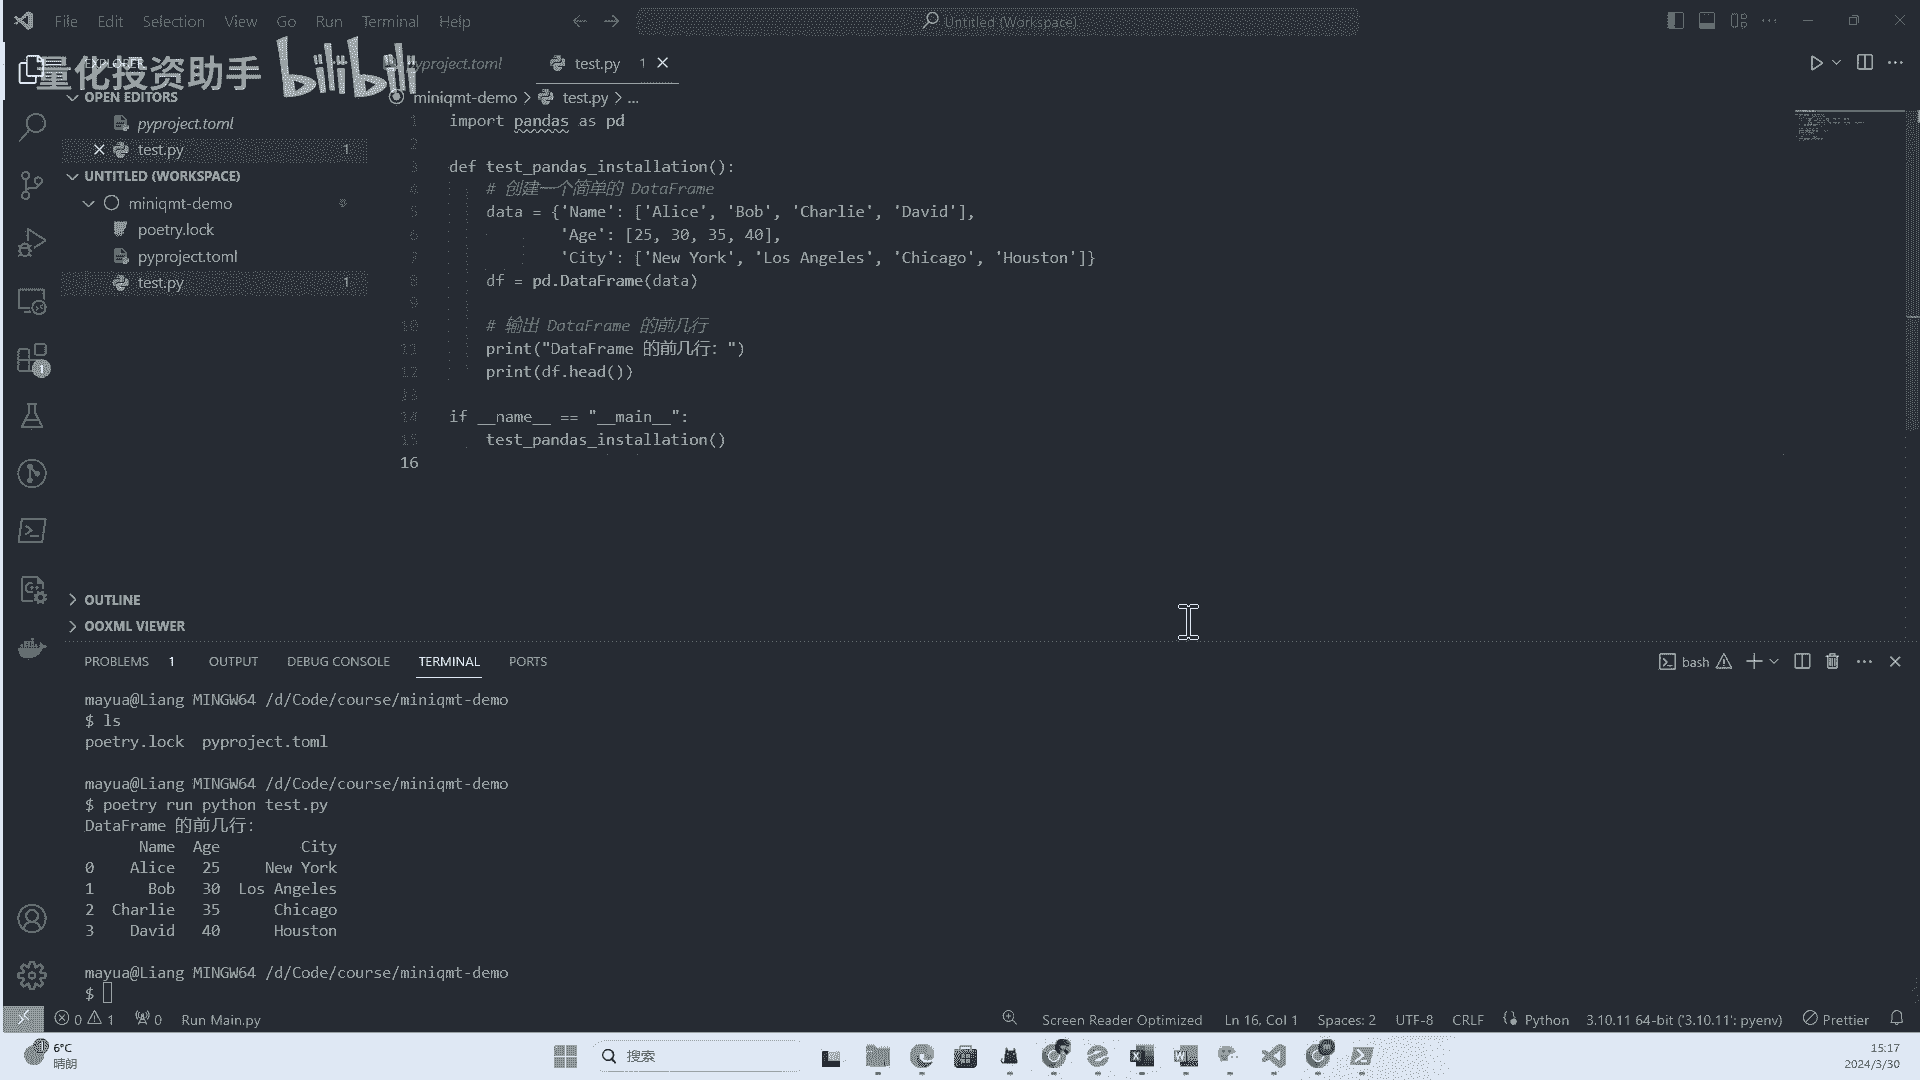 File Edit Selection View Go Run Terminal Help
Untitled (Workspace)
量化投资助手 bilibili
EXPLORER
pyproject.toml
test.py 1
OPEN EDITORS
pyproject.toml
test.py 1
UNTITLED (WORKSPACE)
miniqmt-demo
poetry.lock
pyproject.toml
test.py 1
OUTLINE
OOXML VIEWER
miniqmt-demo > test.py > ...
1 import pandas as pd
2
3 def test_pandas_installation():
4 # 创建一个简单的 DataFrame
5 data = {'Name': ['Alice', 'Bob', 'Charlie', 'David'],
6 'Age': [25, 30, 35, 40],
7 'City': ['New York', 'Los Angeles', 'Chicago', 'Houston']}
8 df = pd.DataFrame(data)
9
10 # 输出 DataFrame 的前几行
11 print("DataFrame 的前几行: ")
12 print(df.head())
13
14 if __name__ == "__main__":
15 test_pandas_installation()
16
PROBLEMS 1 OUTPUT DEBUG CONSOLE TERMINAL PORTS
bash
mayua@Liang MINGW64 /d/Code/course/miniqmt-demo
$ ls
poetry.lock pyproject.toml
mayua@Liang MINGW64 /d/Code/course/miniqmt-demo
$ poetry run python test.py
DataFrame 的前几行:
Name Age City
0 Alice 25 New York
1 Bob 30 Los Angeles
2 Charlie 35 Chicago
3 David 40 Houston
mayua@Liang MINGW64 /d/Code/course/miniqmt-demo
$
0 1 0 Run Main.py
Screen Reader Optimized Ln 16, Col 1 Spaces: 2 UTF-8 CRLF Python 3.10.11 64-bit ('3.10.11': pyenv) Prettier
6°C
晴朗
搜索
15:17
2024/3/30